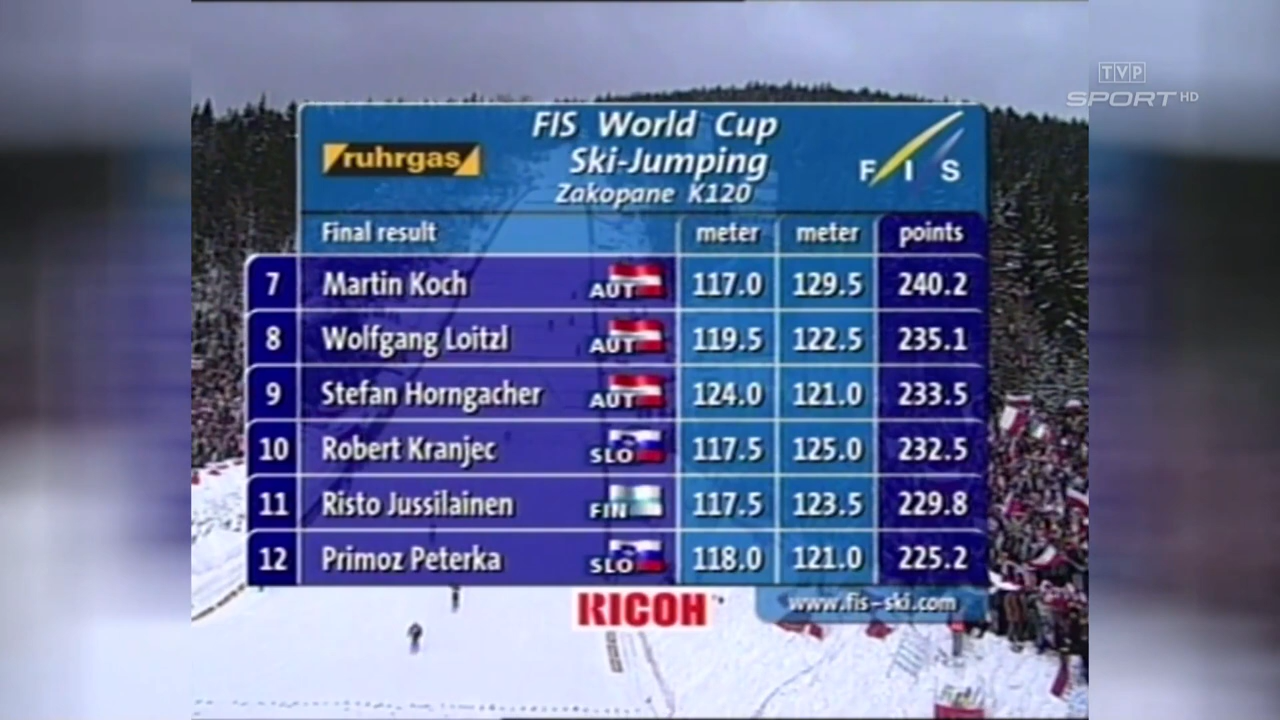 TVP
SPORT HD
FIS World Cup
ruhrgas
Ski-Jumping
FIS
Zakopane K120
Final result meter meter points
7 Martin Koch AUT 117.0 129.5 240.2
8 Wolfgang Loitzl AUT 119.5 122.5 235.1
9 Stefan Horngacher AUT 124.0 121.0 233.5
10 Robert Kranjec SLO 117.5 125.0 232.5
11 Risto Jussilainen FIN 117.5 123.5 229.8
12 Primoz Peterka SLO 118.0 121.0 225.2
RICOH
www.fis-ski.com